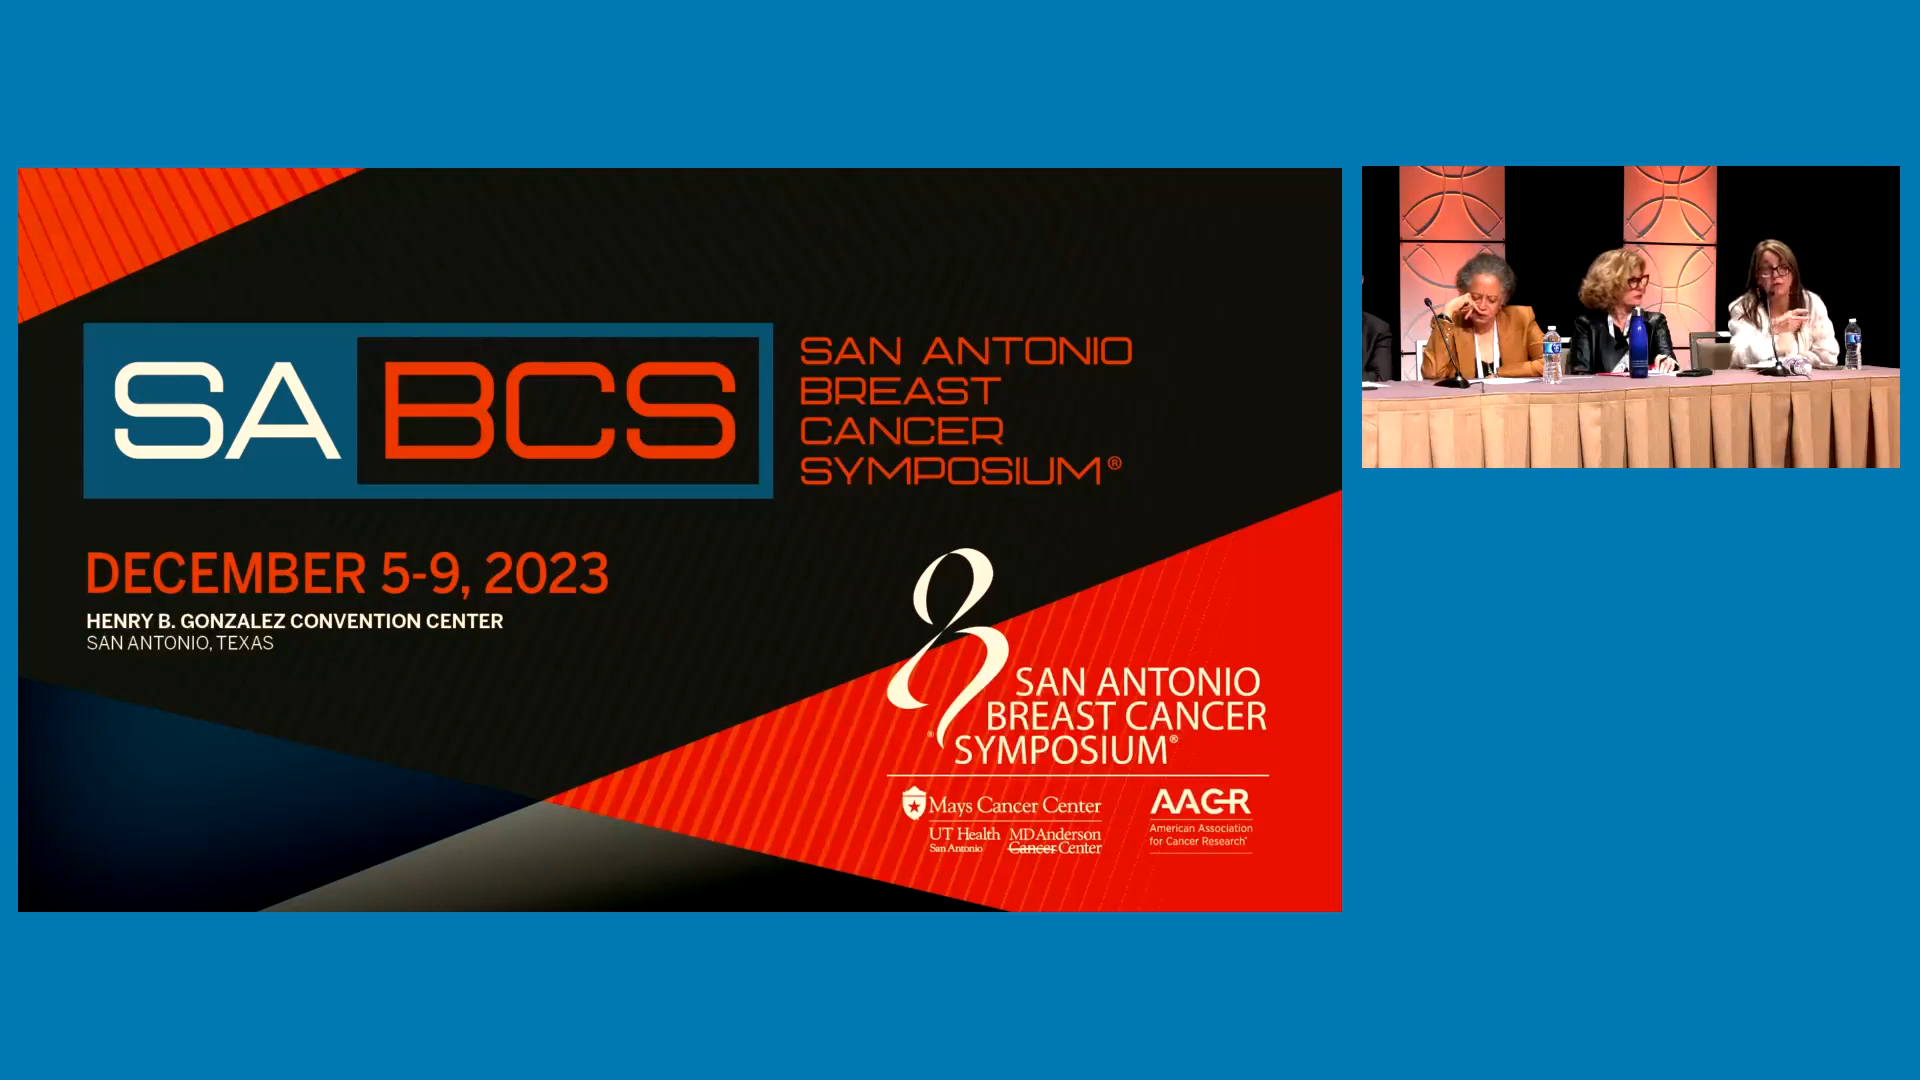 SA BCS
SAN ANTONIO
BREAST
CANCER
SYMPOSIUM®
DECEMBER 5-9, 2023
HENRY B. GONZALEZ CONVENTION CENTER
SAN ANTONIO, TEXAS
SAN ANTONIO
BREAST CANCER
® SYMPOSIUM®
Mays Cancer Center
UT Health
San Antonio
MD Anderson
Cancer Center
AACR
American Association
for Cancer Research®